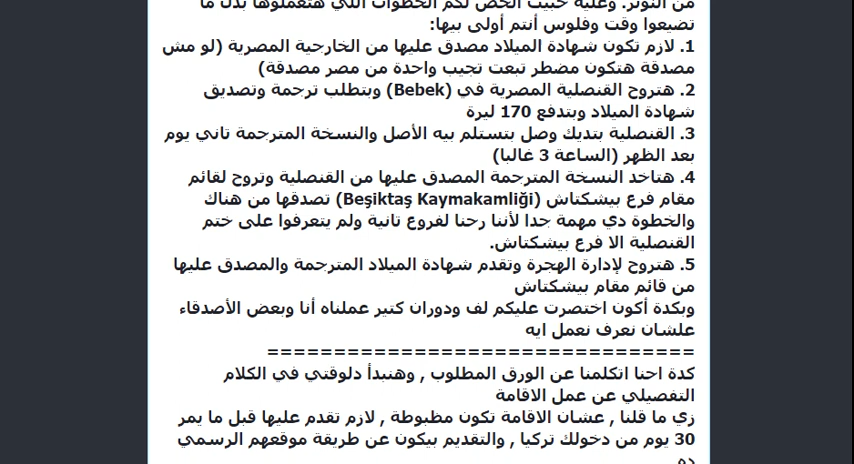 من التوتر. وعليه حبيت الخص لكم الخطوات اللي هتعملوها بدل ما
تضيعوا وقت وفلوس أنتم أولى بيها:
1. لازم تكون شهادة الميلاد مصدق عليها من الخارجية المصرية (لو مش
مصدقة هتكون مضطر تبعت تجيب واحدة من مصر مصدقة)
2. هتروح القنصلية المصرية في (Bebek) وبتطلب ترجمة وتصديق
شهادة الميلاد وبتدفع 170 ليرة
3. القنصلية بتديك وصل بتستلم بيه الأصل والنسخة المترجمة تاني يوم
بعد الظهر (الساعة 3 غالبا)
4. هتاخد النسخة المترجمة المصدق عليها من القنصلية وتروح لقائم
مقام فرع بيشكتاش (Beşiktaş Kaymakamliği) تصدقها من هناك
والخطوة دي مهمة جدا لأننا رحنا لفروع تانية ولم يتعرفوا على ختم
القنصلية الا فرع بيشكتاش.
5. هتروح لإدارة الهجرة وتقدم شهادة الميلاد المترجمة والمصدق عليها
من قائم مقام بيشكتاش
وبكدة أكون اختصرت عليكم لف ودوران كتير عملناه أنا وبعض الأصدقاء
علشان نعرف نعمل ايه
================================
كدة احنا اتكلمنا عن الورق المطلوب , وهنبدأ دلوقتي في الكلام
التفصيلي عن عمل الاقامة
زي ما قلنا , عشان الاقامة تكون مظبوطة , لازم تقدم عليها قبل ما يمر
30 يوم من دخولك تركيا , والتقديم بيكون عن طريقة موقعهم الرسمي
ده